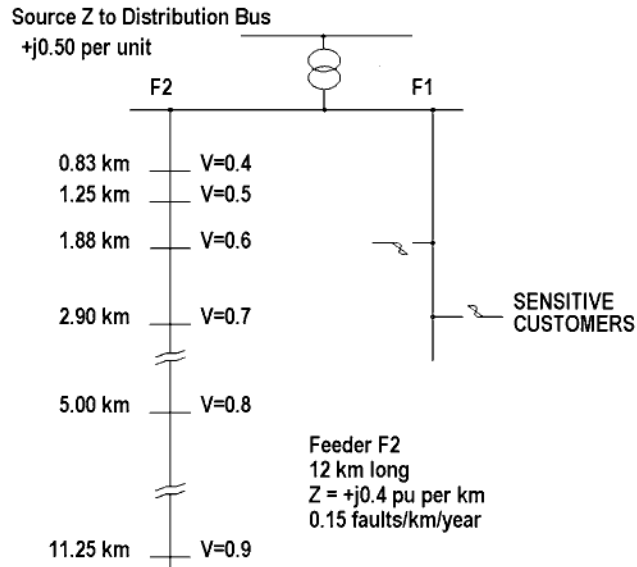 Source Z to Distribution Bus
+j0.50 per unit
F2
F1
0.83 km V=0.4
1.25 km V=0.5
1.88 km V=0.6
2.90 km V=0.7
SENSITIVE
CUSTOMERS
5.00 km V=0.8
Feeder F2
12 km long
Z = +j0.4 pu per km
0.15 faults/km/year
11.25 km V=0.9